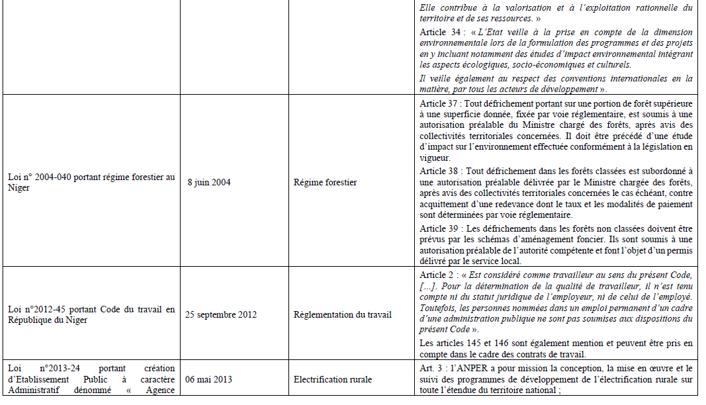 Elle contribue à la valorisation et à l'exploitation rationnelle du
territoire et de ses ressources. »
Article 34 : « L'Etat veille à la prise en compte de la dimension
environnementale lors de la formulation des programmes et des projets
en y incluant notamment des études d'impact environnemental intégrant
les aspects écologiques, socio-économiques et culturels.
Il veille également au respect des conventions internationales en la
matière, par tous les acteurs de développement ».
Loi n° 2004-040 portant régime forestier au
Niger
8 juin 2004
Régime forestier
Article 37 : Tout défrichement portant sur une portion de forêt supérieure
à une superficie donnée, fixée par voie réglementaire, est soumis à une
autorisation préalable du Ministre chargé des forêts, après avis des
collectivités territoriales concernées. Il doit être précédé d'une étude
d'impact sur l'environnement effectuée conformément à la législation en
vigueur.
Article 38 : Tout défrichement dans les forêts classées est subordonné à
une autorisation préalable délivrée par le Ministre chargée des forêts,
après avis des collectivités territoriales concernées le cas échéant, contre
acquittement d'une redevance dont le taux et les modalités de paiement
sont déterminées par voie réglementaire.
Article 39 : Les défrichements dans les forêts non classées doivent être
prévus par les schémas d'aménagement foncier. Ils sont soumis à une
autorisation préalable de l'autorité compétente et font l'objet d'un permis
délivré par le service local.
Loi n°2012-45 portant Code du travail en
République du Niger
25 septembre 2012
Réglementation du travail
Article 2 : « Est considéré comme travailleur au sens du présent Code,
[…]. Pour la détermination de la qualité de travailleur, il n'est tenu
compte ni du statut juridique de l'employeur, ni de celui de l'employé.
Toutefois, les personnes nommées dans un emploi permanent d'un cadre
d'une administration publique ne sont pas soumises aux dispositions du
présent Code ».
Les articles 145 et 146 sont également mention et peuvent être pris en
compte dans le cadre des contrats de travail.
Loi n°2013-24 portant création
d'Etablissement Public à caractère
Administratif dénommé « Agence
06 mai 2013
Electrification rurale
Art. 3 : l'ANPER a pour mission la conception, la mise en œuvre et le
suivi des programmes de développement de l'électrification rurale sur
toute l'étendue du territoire national ;